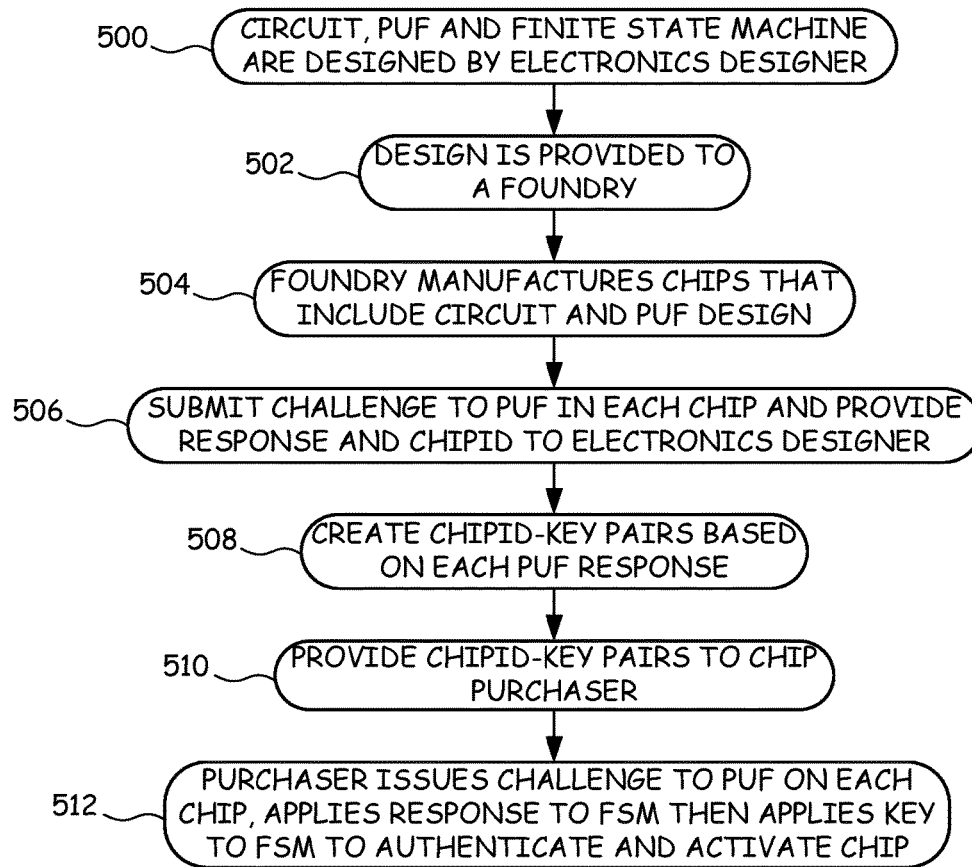 500
CIRCUIT, PUF AND FINITE STATE MACHINE
ARE DESIGNED BY ELECTRONICS DESIGNER
502
DESIGN IS PROVIDED TO
A FOUNDRY
504
FOUNDRY MANUFACTURES CHIPS THAT
INCLUDE CIRCUIT AND PUF DESIGN
506
SUBMIT CHALLENGE TO PUF IN EACH CHIP AND PROVIDE
RESPONSE AND CHIPID TO ELECTRONICS DESIGNER
508
CREATE CHIPID-KEY PAIRS BASED
ON EACH PUF RESPONSE
510
PROVIDE CHIPID-KEY PAIRS TO CHIP
PURCHASER
512
PURCHASER ISSUES CHALLENGE TO PUF ON EACH
CHIP, APPLIES RESPONSE TO FSM THEN APPLIES KEY
TO FSM TO AUTHENTICATE AND ACTIVATE CHIP